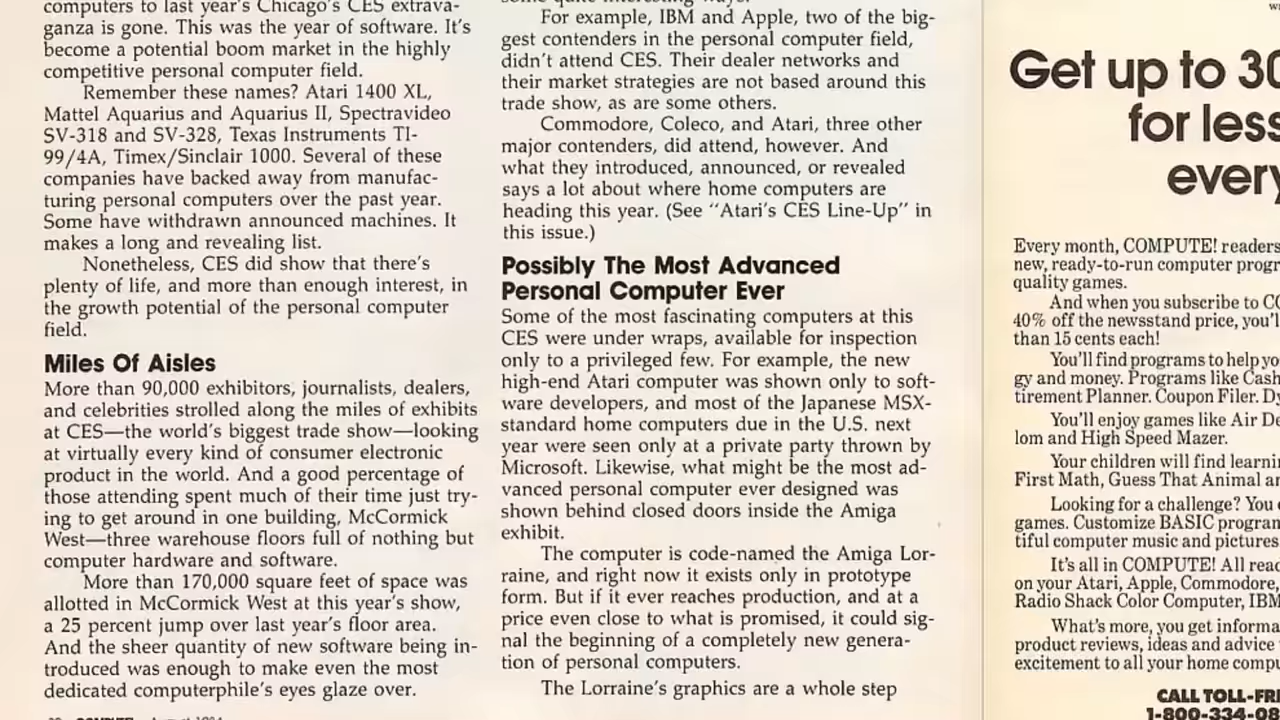 computers to last year's Chicago's CES extrava-
ganza is gone. This was the year of software. It's
become a potential boom market in the highly
competitive personal computer field.
Remember these names? Atari 1400 XL,
Mattel Aquarius and Aquarius II, Spectravideo
SV-318 and SV-328, Texas Instruments TI-
99/4A, Timex/Sinclair 1000. Several of these
companies have backed away from manufac-
turing personal computers over the past year.
Some have withdrawn announced machines. It
makes a long and revealing list.
Nonetheless, CES did show that there's
plenty of life, and more than enough interest, in
the growth potential of the personal computer
field.
Miles Of Aisles
More than 90,000 exhibitors, journalists, dealers,
and celebrities strolled along the miles of exhibits
at CES—the world's biggest trade show—looking
at virtually every kind of consumer electronic
product in the world. And a good percentage of
those attending spent much of their time just try-
ing to get around in one building, McCormick
West—three warehouse floors full of nothing but
computer hardware and software.
More than 170,000 square feet of space was
allotted in McCormick West at this year's show,
a 25 percent jump over last year's floor area.
And the sheer quantity of new software being in-
troduced was enough to make even the most
dedicated computerphile's eyes glaze over.
For example, IBM and Apple, two of the big-
gest contenders in the personal computer field,
didn't attend CES. Their dealer networks and
their market strategies are not based around this
trade show, as are some others.
Commodore, Coleco, and Atari, three other
major contenders, did attend, however. And
what they introduced, announced, or revealed
says a lot about where home computers are
heading this year. (See "Atari's CES Line-Up" in
this issue.)
Possibly The Most Advanced
Personal Computer Ever
Some of the most fascinating computers at this
CES were under wraps, available for inspection
only to a privileged few. For example, the new
high-end Atari computer was shown only to soft-
ware developers, and most of the Japanese MSX-
standard home computers due in the U.S. next
year were seen only at a private party thrown by
Microsoft. Likewise, what might be the most ad-
vanced personal computer ever designed was
shown behind closed doors inside the Amiga
exhibit.
The computer is code-named the Amiga Lor-
raine, and right now it exists only in prototype
form. But if it ever reaches production, and at a
price even close to what is promised, it could sig-
nal the beginning of a completely new genera-
tion of personal computers.
The Lorraine's graphics are a whole step
Get up to 30
for less
every
Every month, COMPUTE! readers
new, ready-to-run computer progr
quality games.
And when you subscribe to CO
40% off the newsstand price, you'l
than 15 cents each!
You'll find programs to help yo
gy and money. Programs like Cash
tirement Planner. Coupon Filer. Dy
You'll enjoy games like Air De
lom and High Speed Mazer.
Your children will find learnin
First Math, Guess That Animal an
Looking for a challenge? You c
games. Customize BASIC program
tiful computer music and pictures
It's all in COMPUTE! All read
on your Atari, Apple, Commodore,
Radio Shack Color Computer, IBM
What's more, you get informa
product reviews, ideas and advice
excitement to all your home compu
CALL TOLL-FRE
1-800-334-08